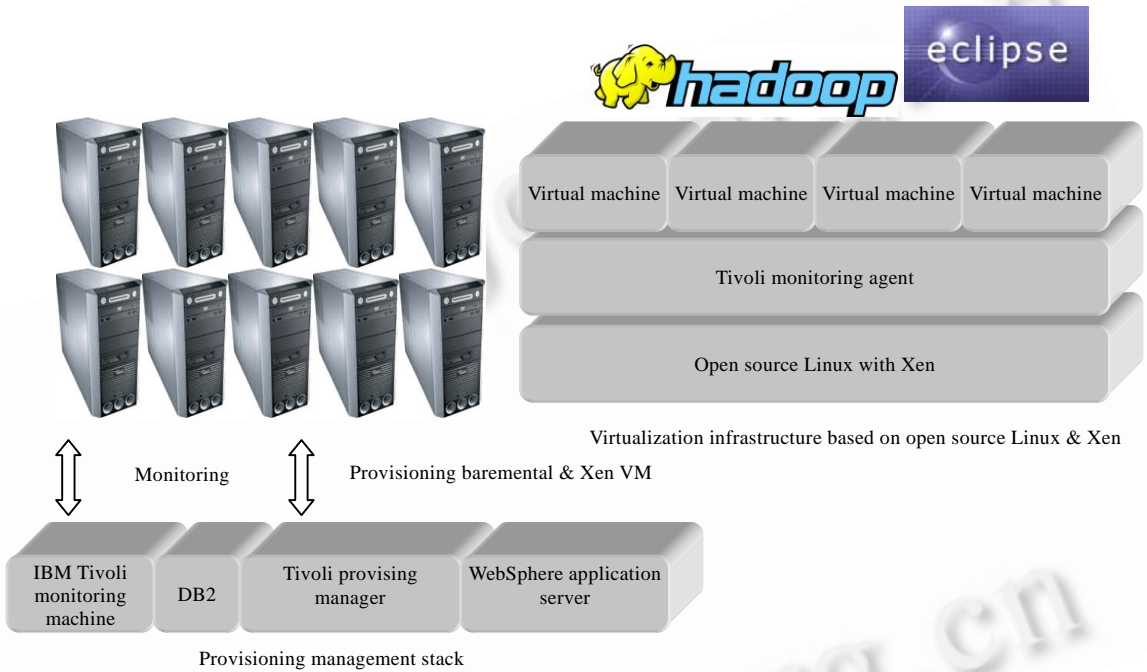 eclipse
hadoop
Virtual machine
Virtual machine
Virtual machine
Virtual machine
Tivoli monitoring agent
Open source Linux with Xen
Virtualization infrastructure based on open source Linux & Xen
Monitoring
Provisioning baremental & Xen VM
IBM Tivoli
monitoring
machine
DB2
Tivoli provising
manager
WebSphere application
server
Provisioning management stack